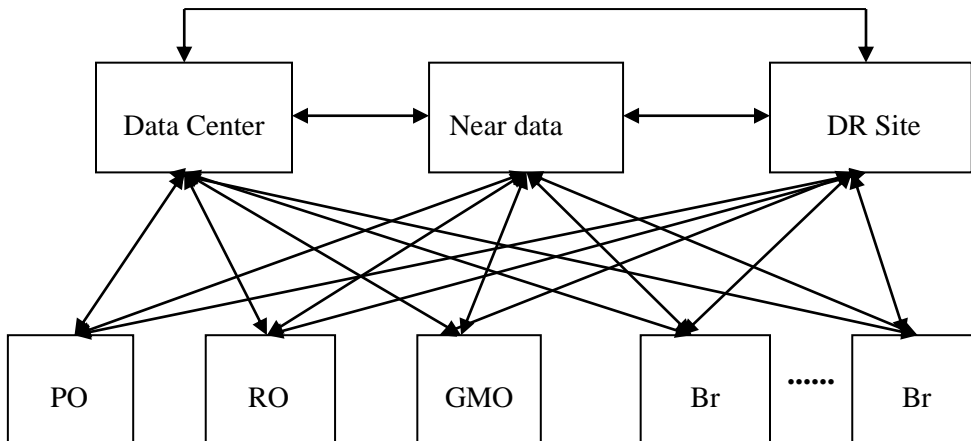 Data Center
Near data
DR Site
PO
RO
GMO
Br
.......
Br